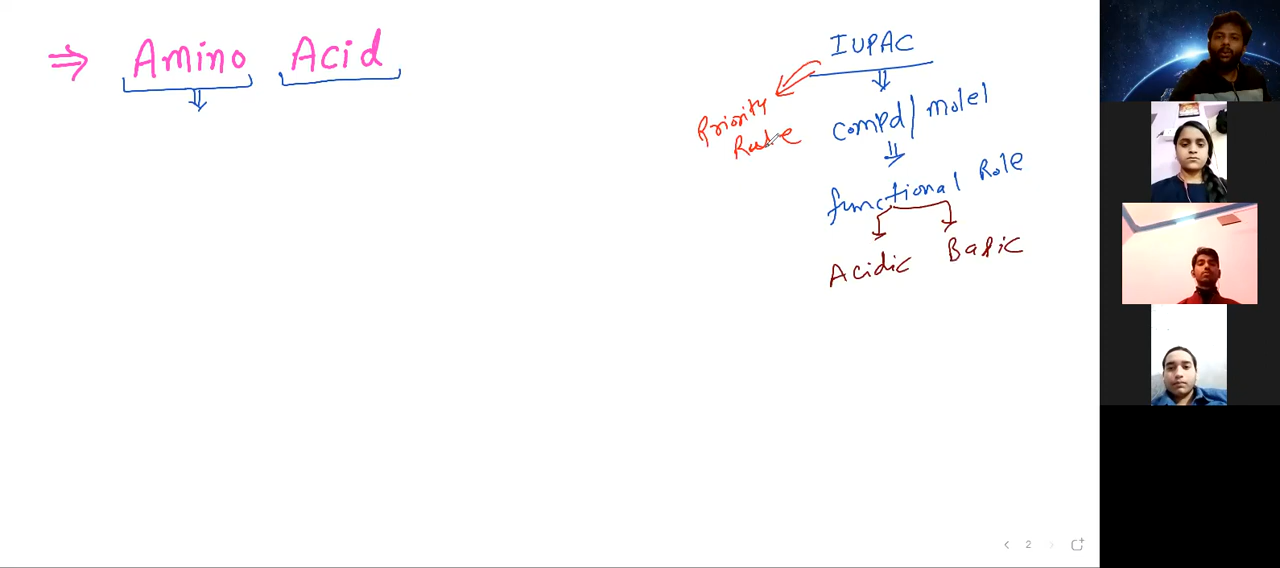 ⇒ Amino Acid
IUPAC
Priority
Rule
compd/molel
functional Role
Acidic Basic
2